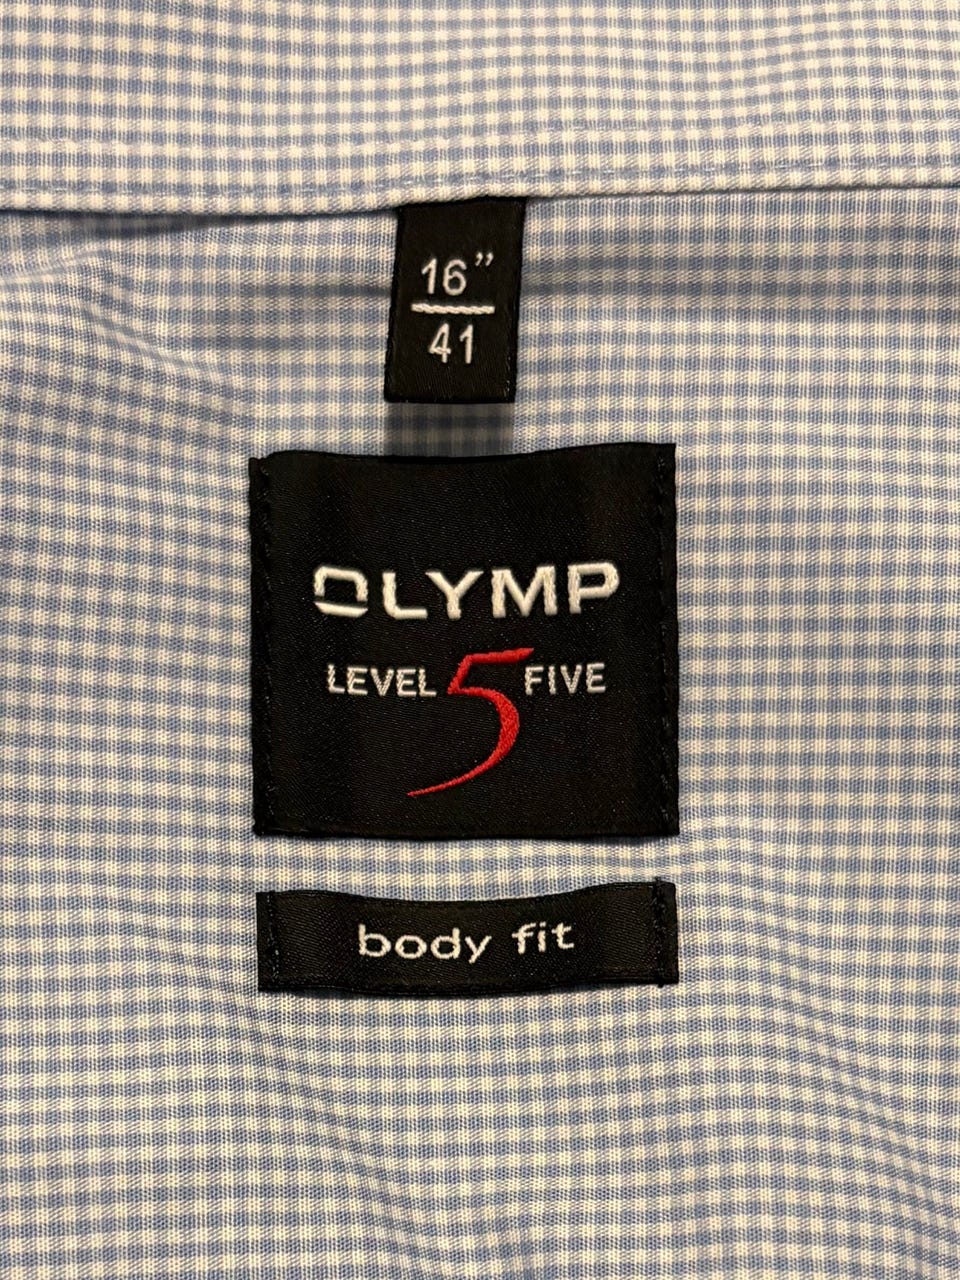 16”
41
OLYMP
LEVEL 5 FIVE
body fit